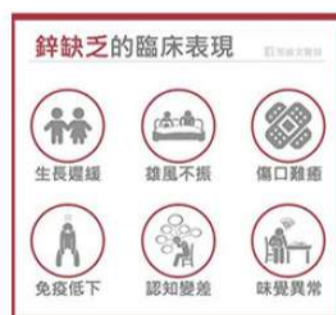 鋅缺乏的臨床表現
生長遲緩
雄風不振
傷口難癒
免疫低下
認知變差
味覺異常